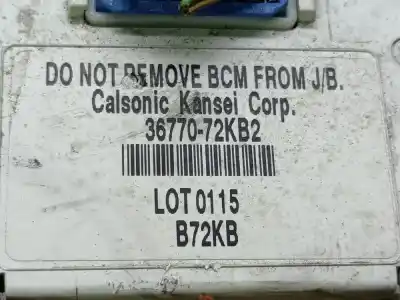 DO NOT REMOVE BCM FROM J/B.
Calsonic Kansei Corp.
36770-72KB2
LOT 0115
B72KB